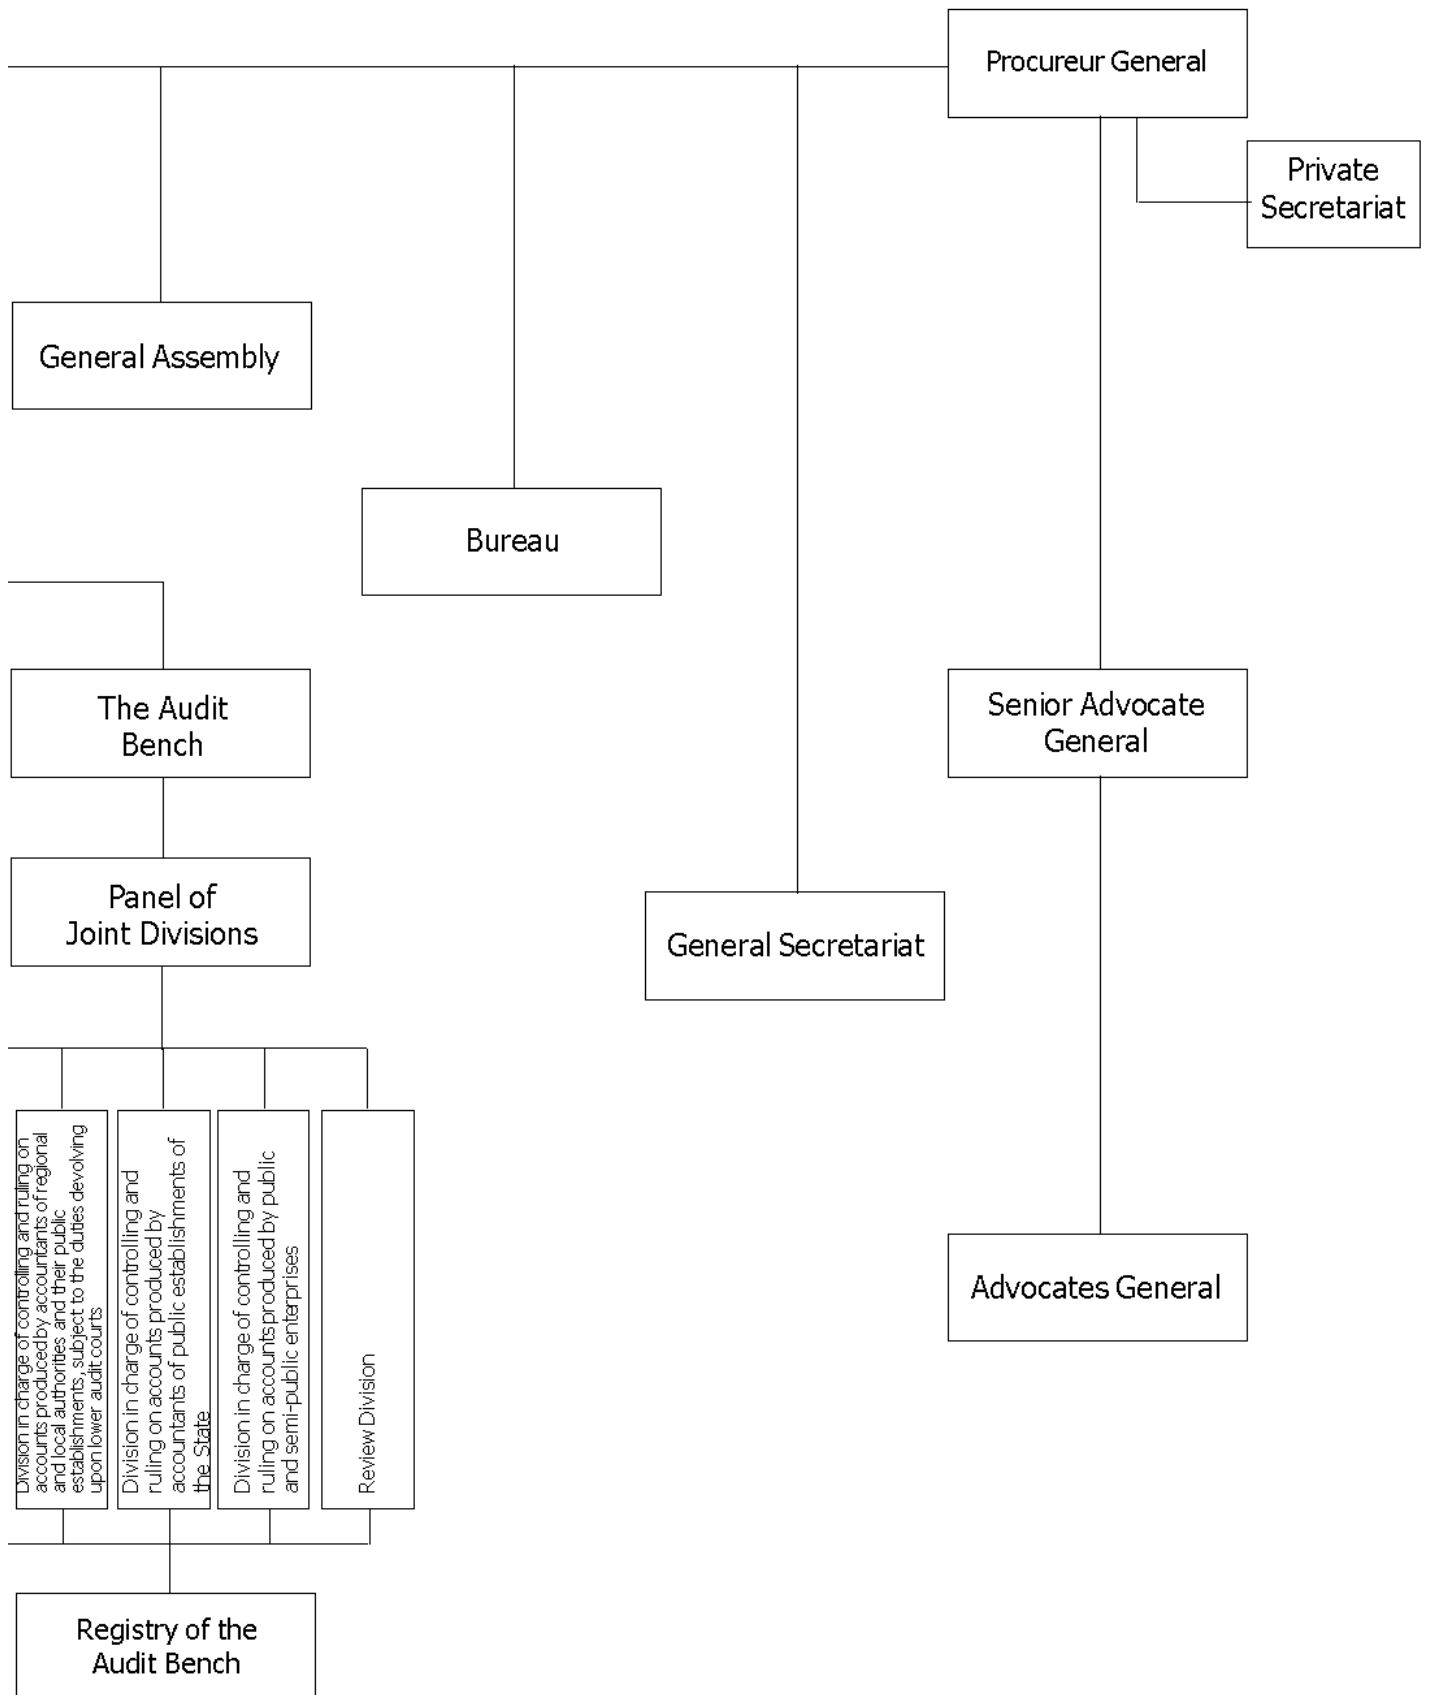 Procureur General
Private
Secretariat
General Assembly
Bureau
The Audit
Bench
Senior Advocate
General
Panel of
Joint Divisions
General Secretariat
Division in charge of controlling and ruling on
accounts produced by accountants of regional
and local authorities and their public
establishments, subject to the duties devolving
upon lower audit courts
Division in charge of controlling and
ruling on accounts produced by
accountants of public establishments of
the State
Division in charge of controlling and
ruling on accounts produced by public
and semi-public enterprises
Review Division
Advocates General
Registry of the
Audit Bench